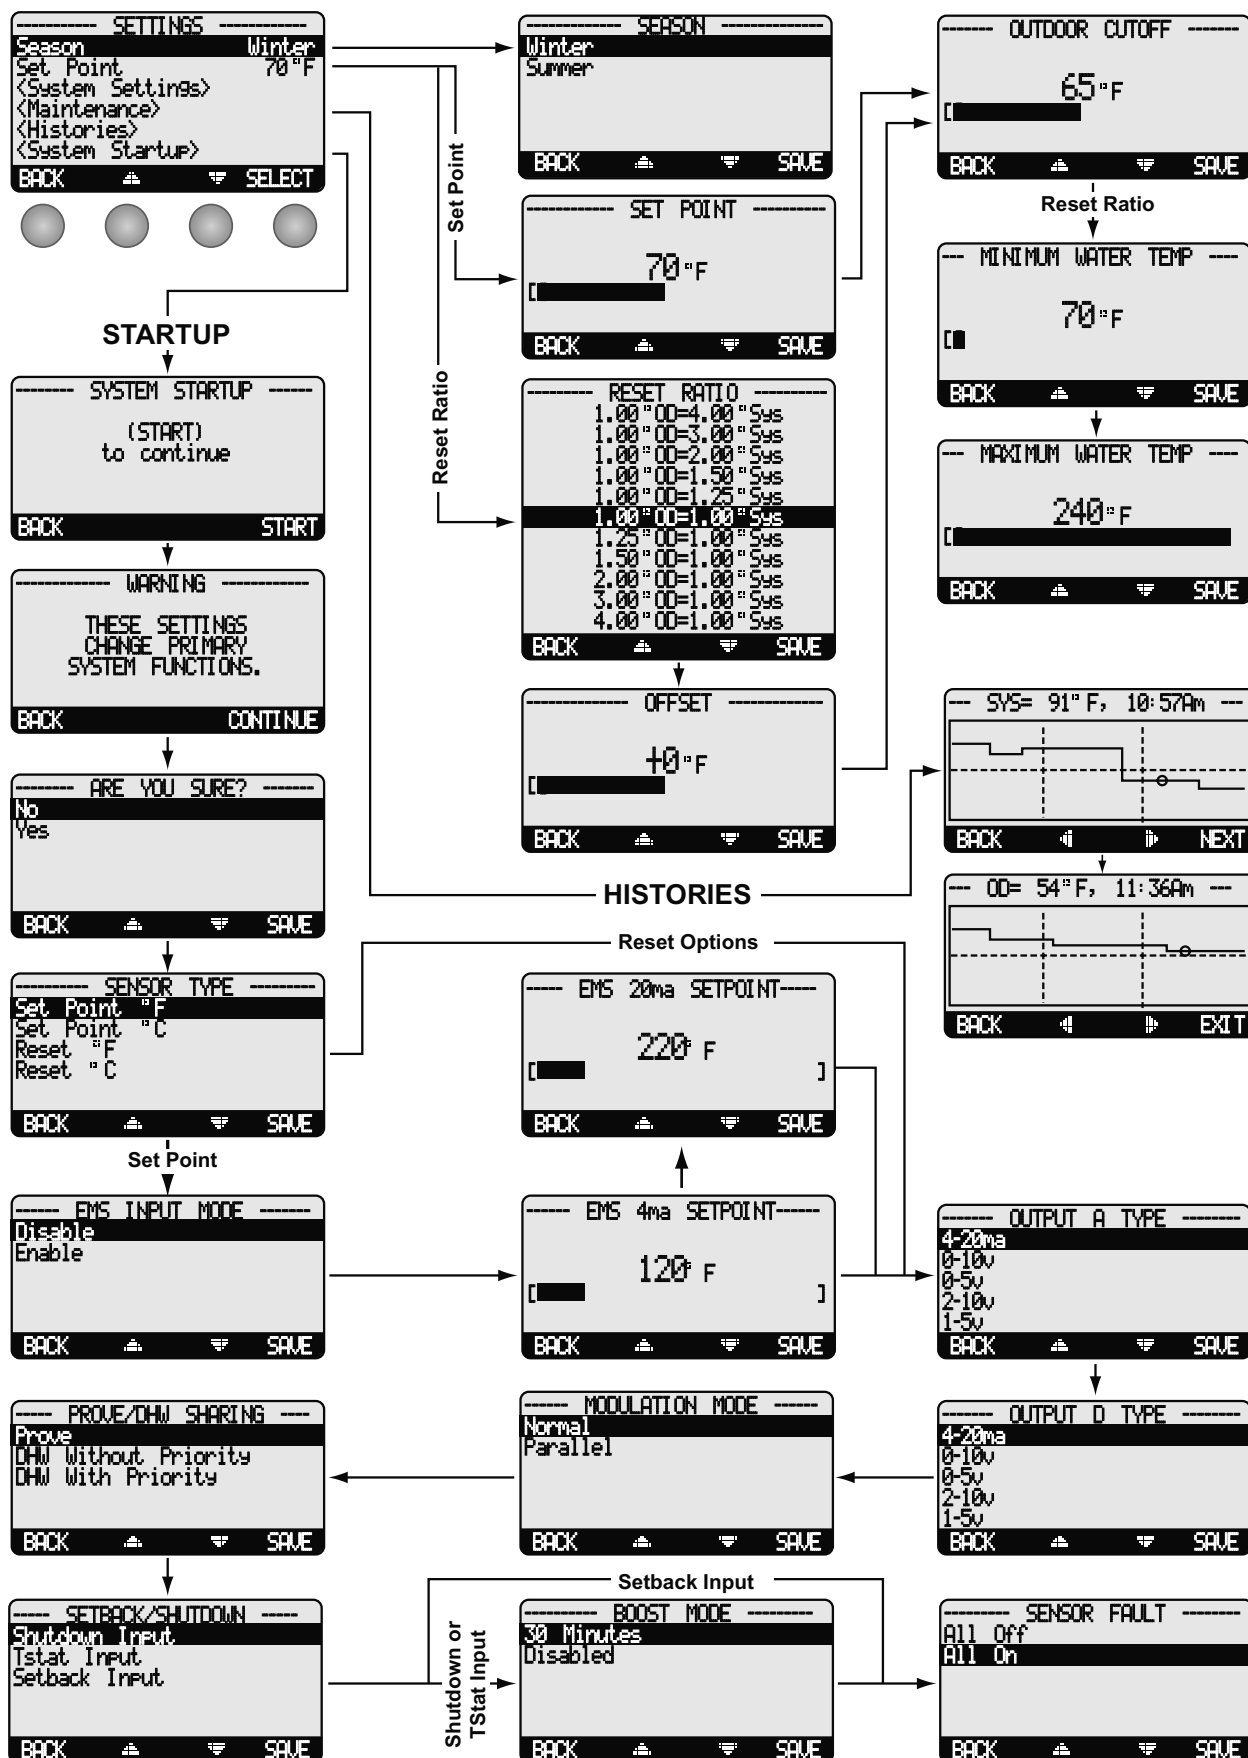 -------- SETTINGS --------
Season Winter
Set Point 70°F
<System Settings>
<Maintenance>
<Histories>
<System Startup>
BACK SELECT
STARTUP
-------- SYSTEM STARTUP ------
(START)
to continue
BACK START
---------- WARNING ----------
THESE SETTINGS
CHANGE PRIMARY
SYSTEM FUNCTIONS.
BACK CONTINUE
-------- ARE YOU SURE? ------
No
Yes
BACK SAVE
-------- SENSOR TYPE --------
Set Point °F
Set Point °C
Reset °F
Reset °C
BACK SAVE
Set Point
------ EMS INPUT MODE ------
Disable
Enable
BACK SAVE
----- PROVE/DHW SHARING ----
Prove
DHW Without Priority
DHW With Priority
BACK SAVE
----- SETBACK/SHUTDOWN -----
Shutdown Input
Tstat Input
Setback Input
BACK SAVE
Set Point
Reset Ratio
----------- SEASON -----------
Winter
Summer
BACK SAVE
---------- SET POINT --------
70°F
BACK SAVE
-------- RESET RATIO --------
1.00°OD=4.00°Sys
1.00°OD=3.00°Sys
1.00°OD=2.00°Sys
1.00°OD=1.50°Sys
1.00°OD=1.25°Sys
1.00°OD=1.00°Sys
1.25°OD=1.00°Sys
1.50°OD=1.00°Sys
2.00°OD=1.00°Sys
3.00°OD=1.00°Sys
4.00°OD=1.00°Sys
BACK SAVE
----------- OFFSET -----------
+0°F
BACK SAVE
HISTORIES
Reset Options
----- EMS 20ma SETPOINT-----
220° F
[ ]
BACK SAVE
------ EMS 4ma SETPOINT------
120° F
[ ]
BACK SAVE
------ MODULATION MODE ------
Normal
Parallel
BACK SAVE
Setback Input
Shutdown or
TStat Input
--------- BOOST MODE --------
30 Minutes
Disabled
BACK SAVE
------ OUTDOOR CUTOFF ------
65°F
BACK SAVE
Reset Ratio
--- MINIMUM WATER TEMP ----
70°F
BACK SAVE
--- MAXIMUM WATER TEMP ----
240°F
BACK SAVE
--- SYS= 91°F, 10:57Am ---
BACK NEXT
--- OD= 54°F, 11:36Am ---
BACK EXIT
------- OUTPUT A TYPE -------
4-20ma
0-10v
0-5v
2-10v
1-5v
BACK SAVE
------- OUTPUT D TYPE -------
4-20ma
0-10v
0-5v
2-10v
1-5v
BACK SAVE
-------- SENSOR FAULT ------
All Off
All On
BACK SAVE